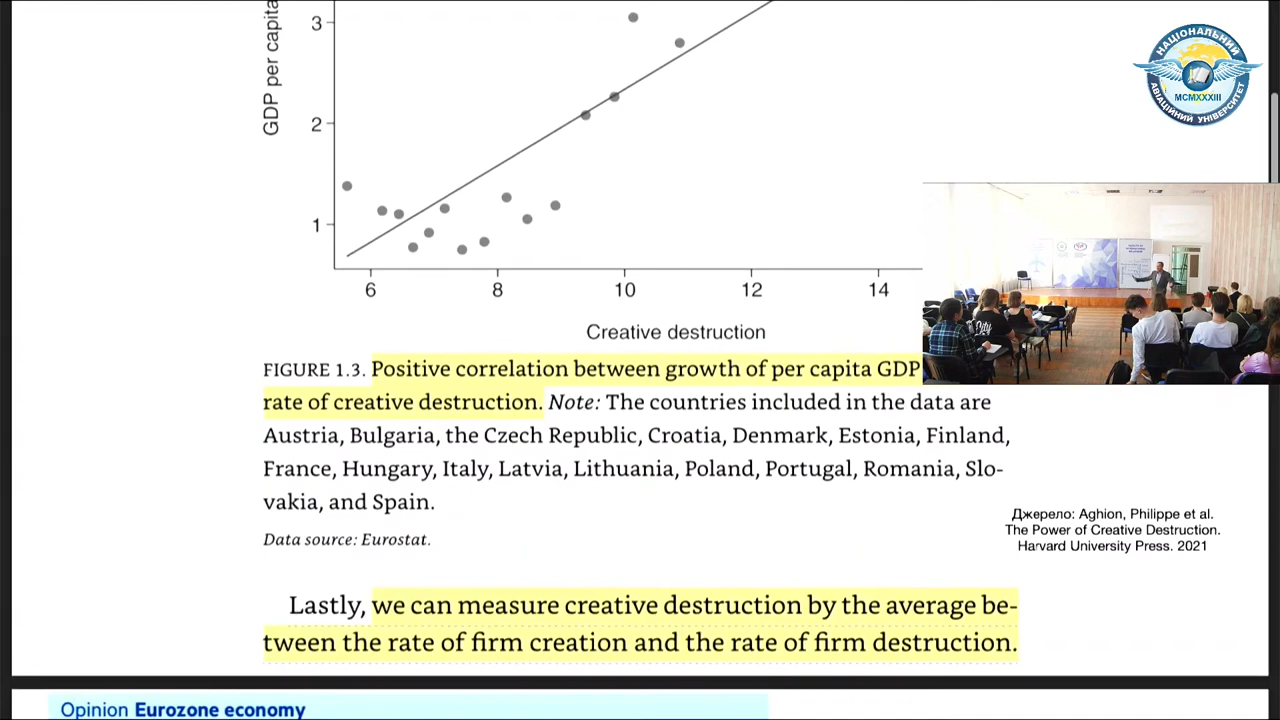 GDP per capita
3
2
1
6
8
10
12
14
Creative destruction
FIGURE 1.3. Positive correlation between growth of per capita GDP
rate of creative destruction. Note: The countries included in the data are
Austria, Bulgaria, the Czech Republic, Croatia, Denmark, Estonia, Finland,
France, Hungary, Italy, Latvia, Lithuania, Poland, Portugal, Romania, Slo-
vakia, and Spain.
Data source: Eurostat.
Lastly, we can measure creative destruction by the average be-
tween the rate of firm creation and the rate of firm destruction.
Opinion Eurozone economy
НАЦІОНАЛЬНИЙ
MCMXXXIII
АВІАЦІЙНИЙ УНІВЕРСИТЕТ
Джерело: Aghion, Philippe et al.
The Power of Creative Destruction.
Harvard University Press. 2021